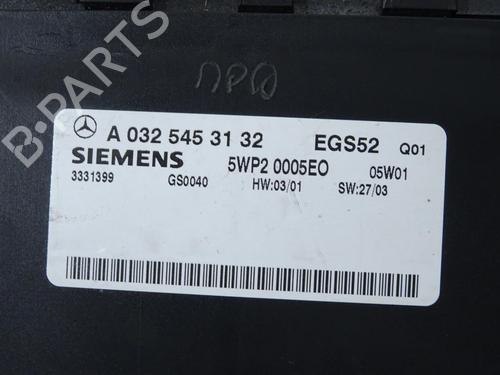 ПРФ
A 032 545 31 32 EGS52 Q01
SIEMENS 5WP2 0005EO 05W01
3331399 GS0040 HW:03/01 SW:27/03
B-PARTS